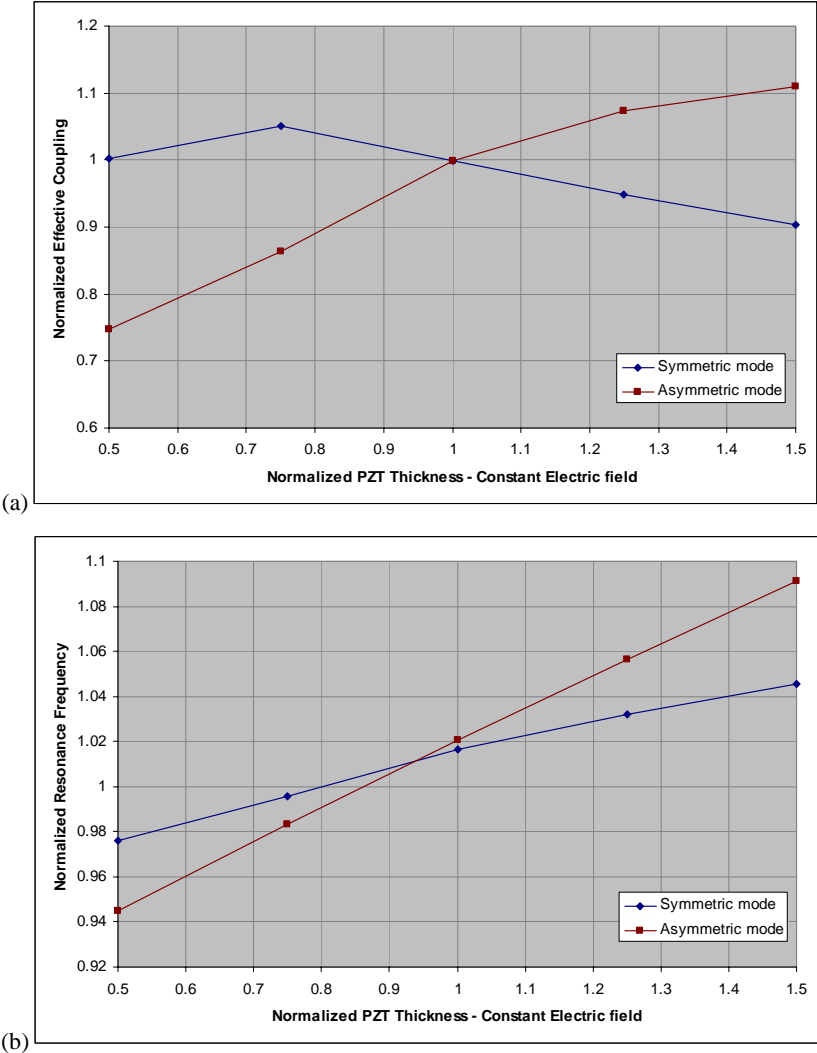 1.2
1.1
1
0.9
0.8
0.7
0.6
Normalized Effective Coupling
Symmetric mode
Asymmetric mode
0.5 0.6 0.7 0.8 0.9 1 1.1 1.2 1.3 1.4 1.5
Normalized PZT Thickness - Constant Electric field
(a)
1.1
1.08
1.06
1.04
1.02
1
0.98
0.96
0.94
0.92
Normalized Resonance Frequency
Symmetric mode
Asymmetric mode
0.5 0.6 0.7 0.8 0.9 1 1.1 1.2 1.3 1.4 1.5
Normalized PZT Thickness - Constant Electric field
(b)